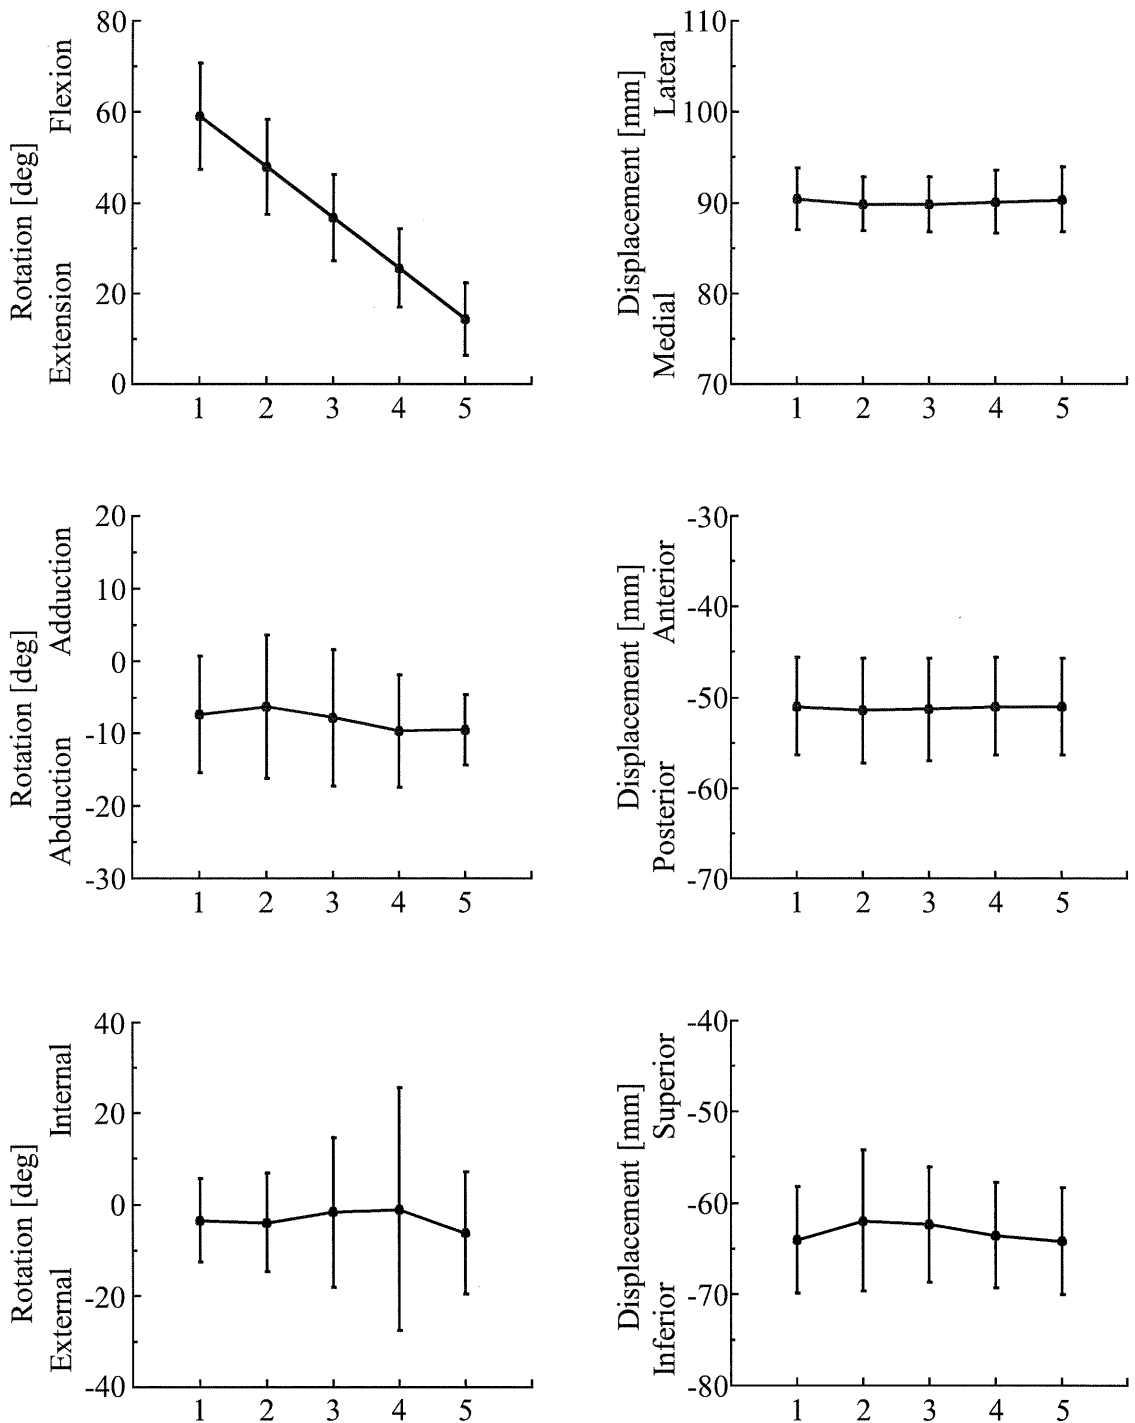 Rotation [deg]
Extension Flexion
80
60
40
20
0
1 2 3 4 5
Displacement [mm]
Medial Lateral
110
100
90
80
70
1 2 3 4 5
Rotation [deg]
Abduction Adduction
20
10
0
-10
-20
-30
1 2 3 4 5
Displacement [mm]
Posterior Anterior
-30
-40
-50
-60
-70
1 2 3 4 5
Rotation [deg]
External Internal
40
20
0
-20
-40
1 2 3 4 5
Displacement [mm]
Inferior Superior
-40
-50
-60
-70
-80
1 2 3 4 5